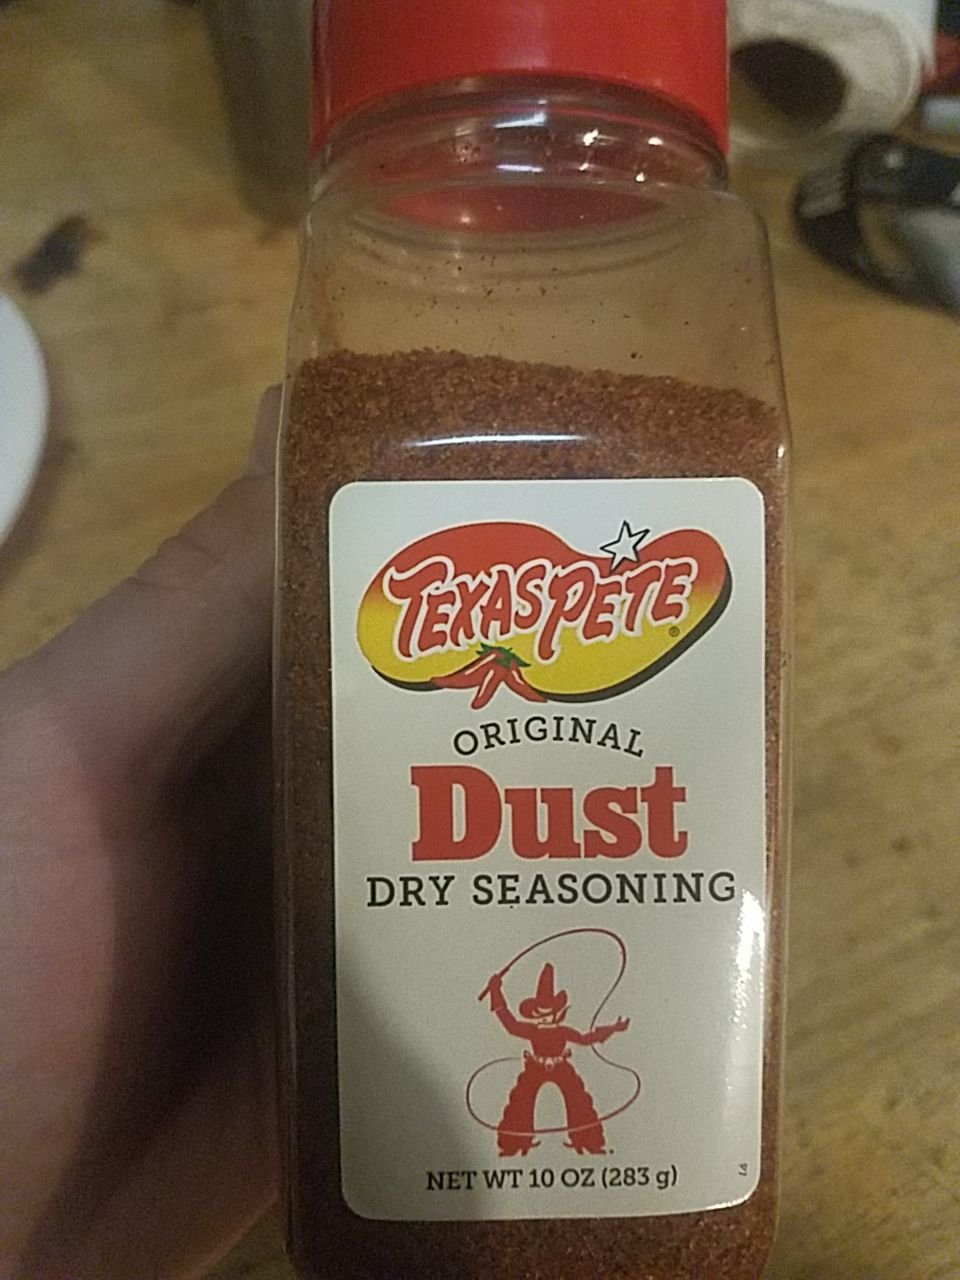 TEXAS PETE®
ORIGINAL
Dust
DRY SEASONING
NET WT 10 OZ (283 g)